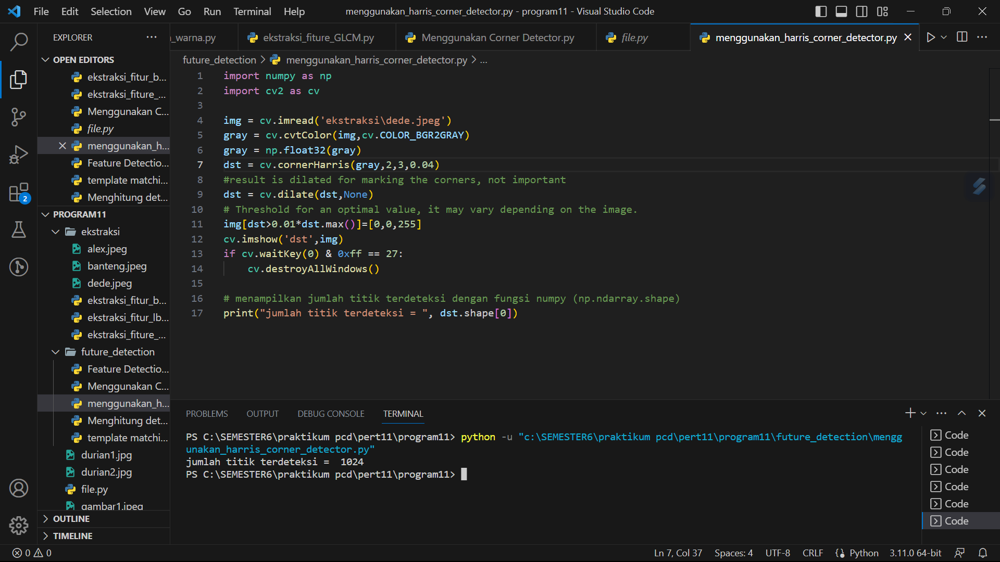 File Edit Selection View Go Run Terminal Help
menggunakan_harris_corner_detector.py - program11 - Visual Studio Code
EXPLORER
_warna.py
ekstraksi_fiture_GLCM.py
Menggunakan Corner Detector.py
file.py
menggunakan_harris_corner_detector.py
OPEN EDITORS
ekstraksi_fitur_b...
ekstraksi_fiture_...
Menggunakan C...
file.py
menggunakan_h...
Feature Detectio...
template matchi...
Menghitung det...
PROGRAM11
ekstraksi
alex.jpeg
banteng.jpeg
dede.jpeg
ekstraksi_fitur_b...
ekstraksi_fitur_lb...
ekstraksi_fiture_...
future_detection
Feature Detectio...
Menggunakan C...
menggunakan_h...
Menghitung det...
template matchi...
durian1.jpg
durian2.jpg
file.py
gambar1.jpeg
OUTLINE
TIMELINE
2
future_detection > menggunakan_harris_corner_detector.py > ...
1 import numpy as np
2 import cv2 as cv
3
4 img = cv.imread('ekstraksi\dede.jpeg')
5 gray = cv.cvtColor(img,cv.COLOR_BGR2GRAY)
6 gray = np.float32(gray)
7 dst = cv.cornerHarris(gray,2,3,0.04)
8 #result is dilated for marking the corners, not important
9 dst = cv.dilate(dst,None)
10 # Threshold for an optimal value, it may vary depending on the image.
11 img[dst>0.01*dst.max()]=[0,0,255]
12 cv.imshow('dst',img)
13 if cv.waitKey(0) & 0xff == 27:
14     cv.destroyAllWindows()
15
16 # menampilkan jumlah titik terdeteksi dengan fungsi numpy (np.ndarray.shape)
17 print("jumlah titik terdeteksi = ", dst.shape[0])
PROBLEMS OUTPUT DEBUG CONSOLE TERMINAL
PS C:\SEMESTER6\praktikum pcd\pert11\program11> python -u "c:\SEMESTER6\praktikum pcd\pert11\program11\future_detection\mengg
unakan_harris_corner_detector.py"
jumlah titik terdeteksi =  1024
PS C:\SEMESTER6\praktikum pcd\pert11\program11>
Code
Code
Code
Code
Code
Code
0 0
Ln 7, Col 37 Spaces: 4 UTF-8 CRLF Python 3.11.0 64-bit